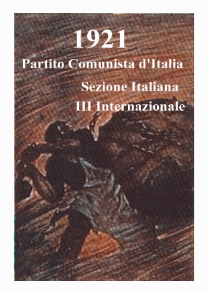 1921
Partito Comunista d'Italia
Sezione Italiana
III Internazionale